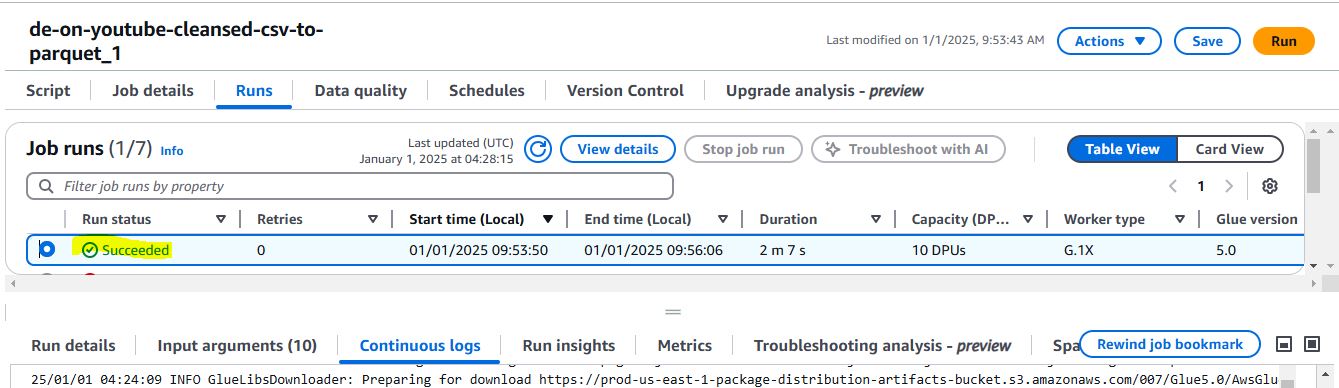 de-on-youtube-cleansed-csv-to-
parquet_1
Last modified on 1/1/2025, 9:53:43 AM
Actions
Save
Run
Script
Job details
Runs
Data quality
Schedules
Version Control
Upgrade analysis - preview
Job runs (1/7) Info
Last updated (UTC)
January 1, 2025 at 04:28:15
View details
Stop job run
Troubleshoot with AI
Table View
Card View
Filter job runs by property
1
Run status
Retries
Start time (Local)
End time (Local)
Duration
Capacity (DP...
Worker type
Glue version
Succeeded
0
01/01/2025 09:53:50
01/01/2025 09:56:06
2 m 7 s
10 DPUs
G.1X
5.0
Run details
Input arguments (10)
Continuous logs
Run insights
Metrics
Troubleshooting analysis - preview
Spa
Rewind job bookmark
25/01/01 04:24:09 INFO GlueLibsDownloader: Preparing for download https://prod-us-east-1-package-distribution-artifacts-bucket.s3.amazonaws.com/007/Glue5.0/AwsGlu